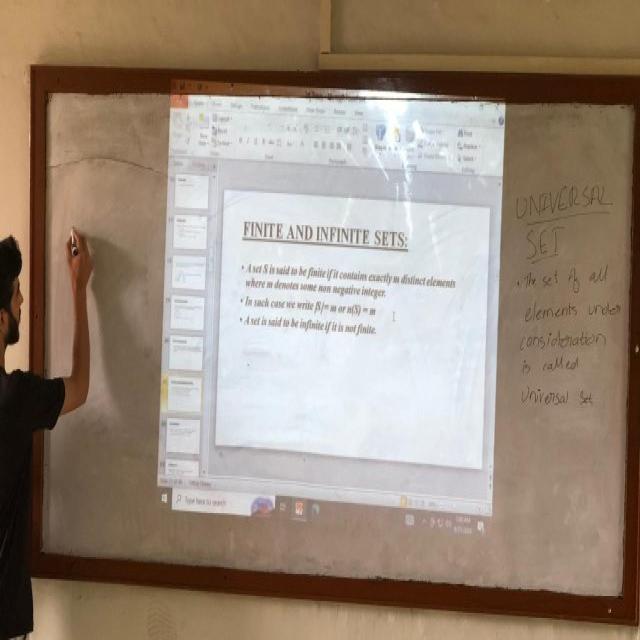 FINITE AND INFINITE SETS:
• A set S is said to be finite if it contains exactly m distinct elements
where m denotes some non negative integer.
• In such case we write |S|= m or n(S) = m
• A set is said to be infinite if it is not finite.
Type here to search
UNIVERSAL
SET
• The set of all
elements under
consideration
is called
Universal Set